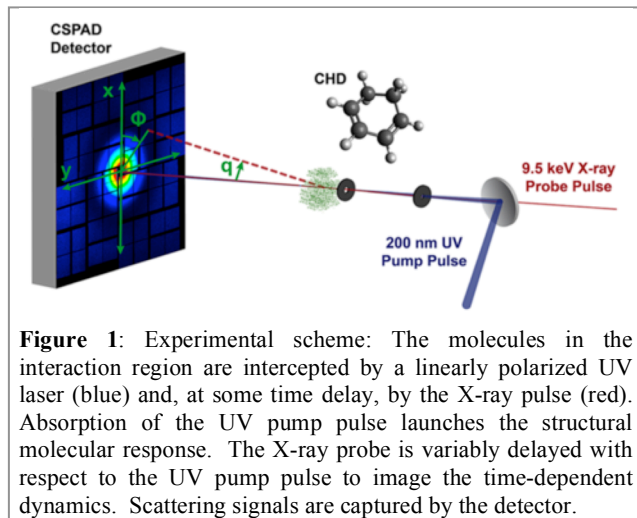 CSPAD
Detector
CHD
x
Φ
y
q
9.5 keV X-ray
Probe Pulse
200 nm UV
Pump Pulse
Figure 1: Experimental scheme: The molecules in the
interaction region are intercepted by a linearly polarized UV
laser (blue) and, at some time delay, by the X-ray pulse (red).
Absorption of the UV pump pulse launches the structural
molecular response. The X-ray probe is variably delayed with
respect to the UV pump pulse to image the time-dependent
dynamics. Scattering signals are captured by the detector.